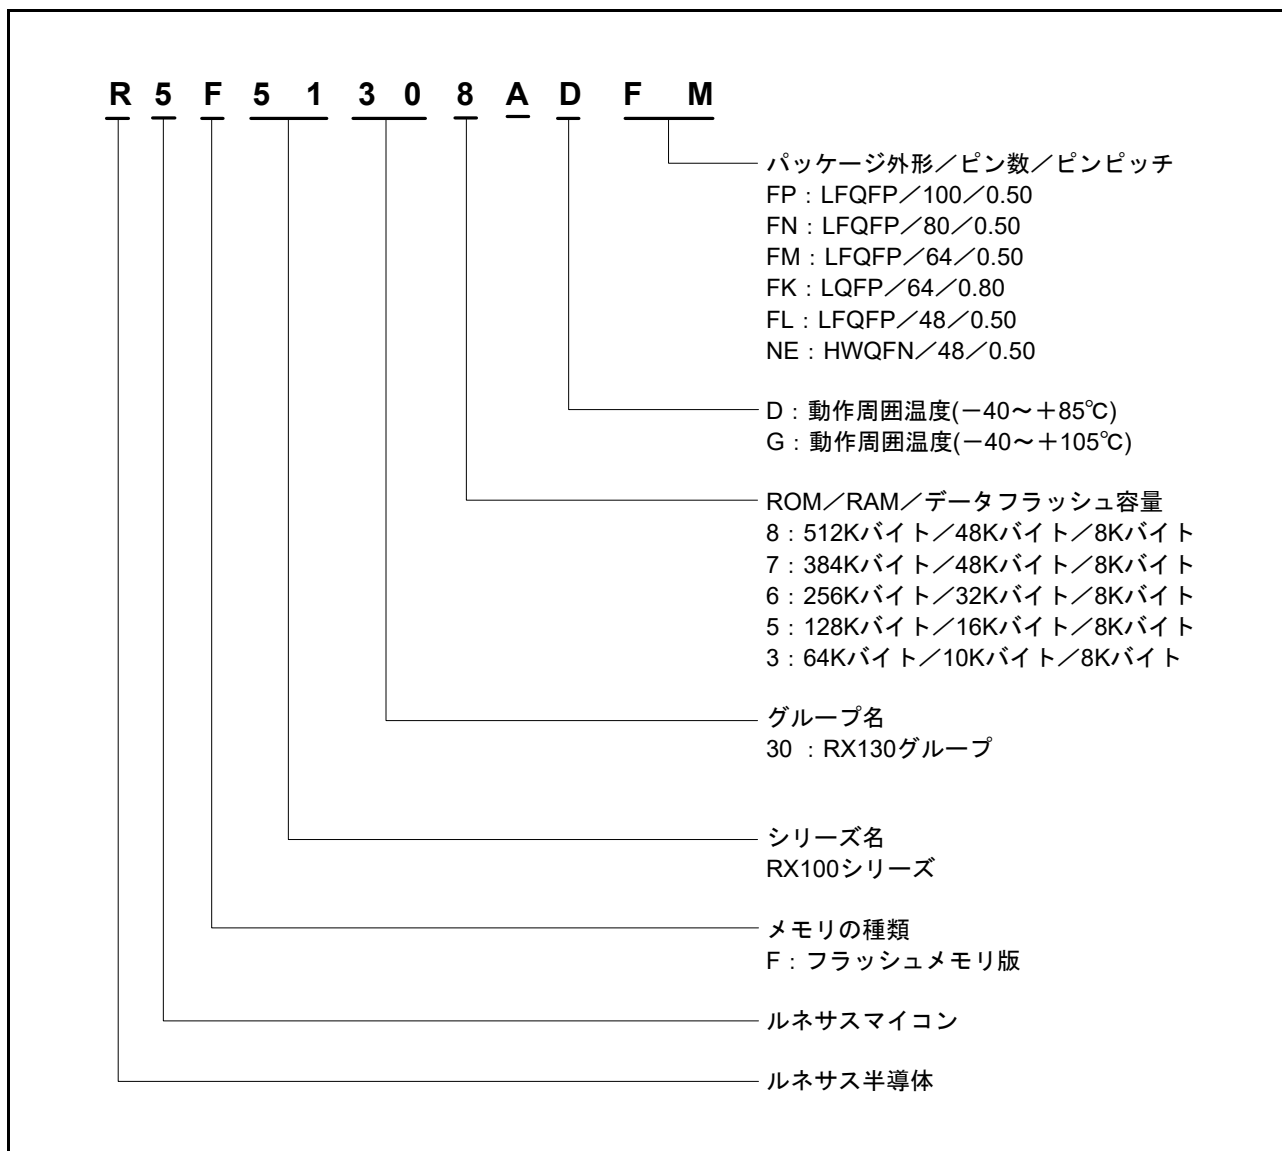 R 5 F 5 1 3 0 8 A D F M
パッケージ外形／ピン数／ピンピッチ
FP：LFQFP／100／0.50
FN：LFQFP／80／0.50
FM：LFQFP／64／0.50
FK：LQFP／64／0.80
FL：LFQFP／48／0.50
NE：HWQFN／48／0.50
D：動作周囲温度(－40～＋85℃)
G：動作周囲温度(－40～＋105℃)
ROM／RAM／データフラッシュ容量
8：512Kバイト／48Kバイト／8Kバイト
7：384Kバイト／48Kバイト／8Kバイト
6：256Kバイト／32Kバイト／8Kバイト
5：128Kバイト／16Kバイト／8Kバイト
3：64Kバイト／10Kバイト／8Kバイト
グループ名
30 ：RX130グループ
シリーズ名
RX100シリーズ
メモリの種類
F：フラッシュメモリ版
ルネサスマイコン
ルネサス半導体